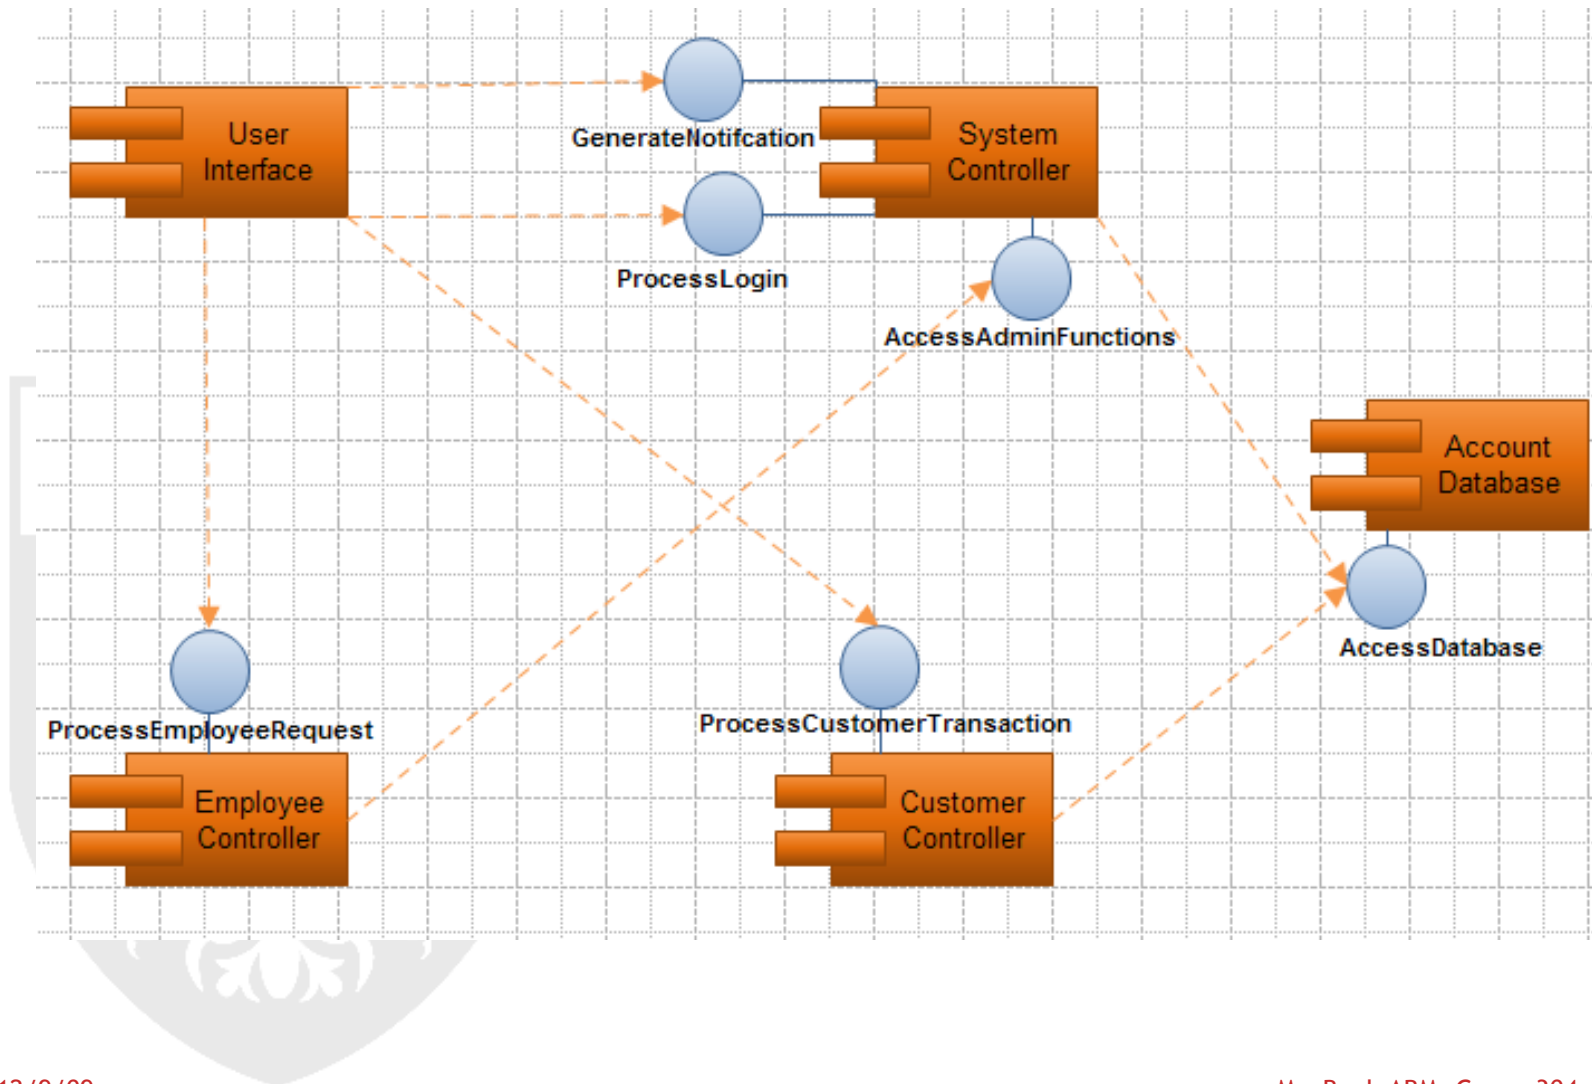 GenerateNotifcation
User
Interface
System
Controller
ProcessLogin
AccessAdminFunctions
Account
Database
AccessDatabase
ProcessEmployeeRequest
ProcessCustomerTransaction
Employee
Controller
Customer
Controller